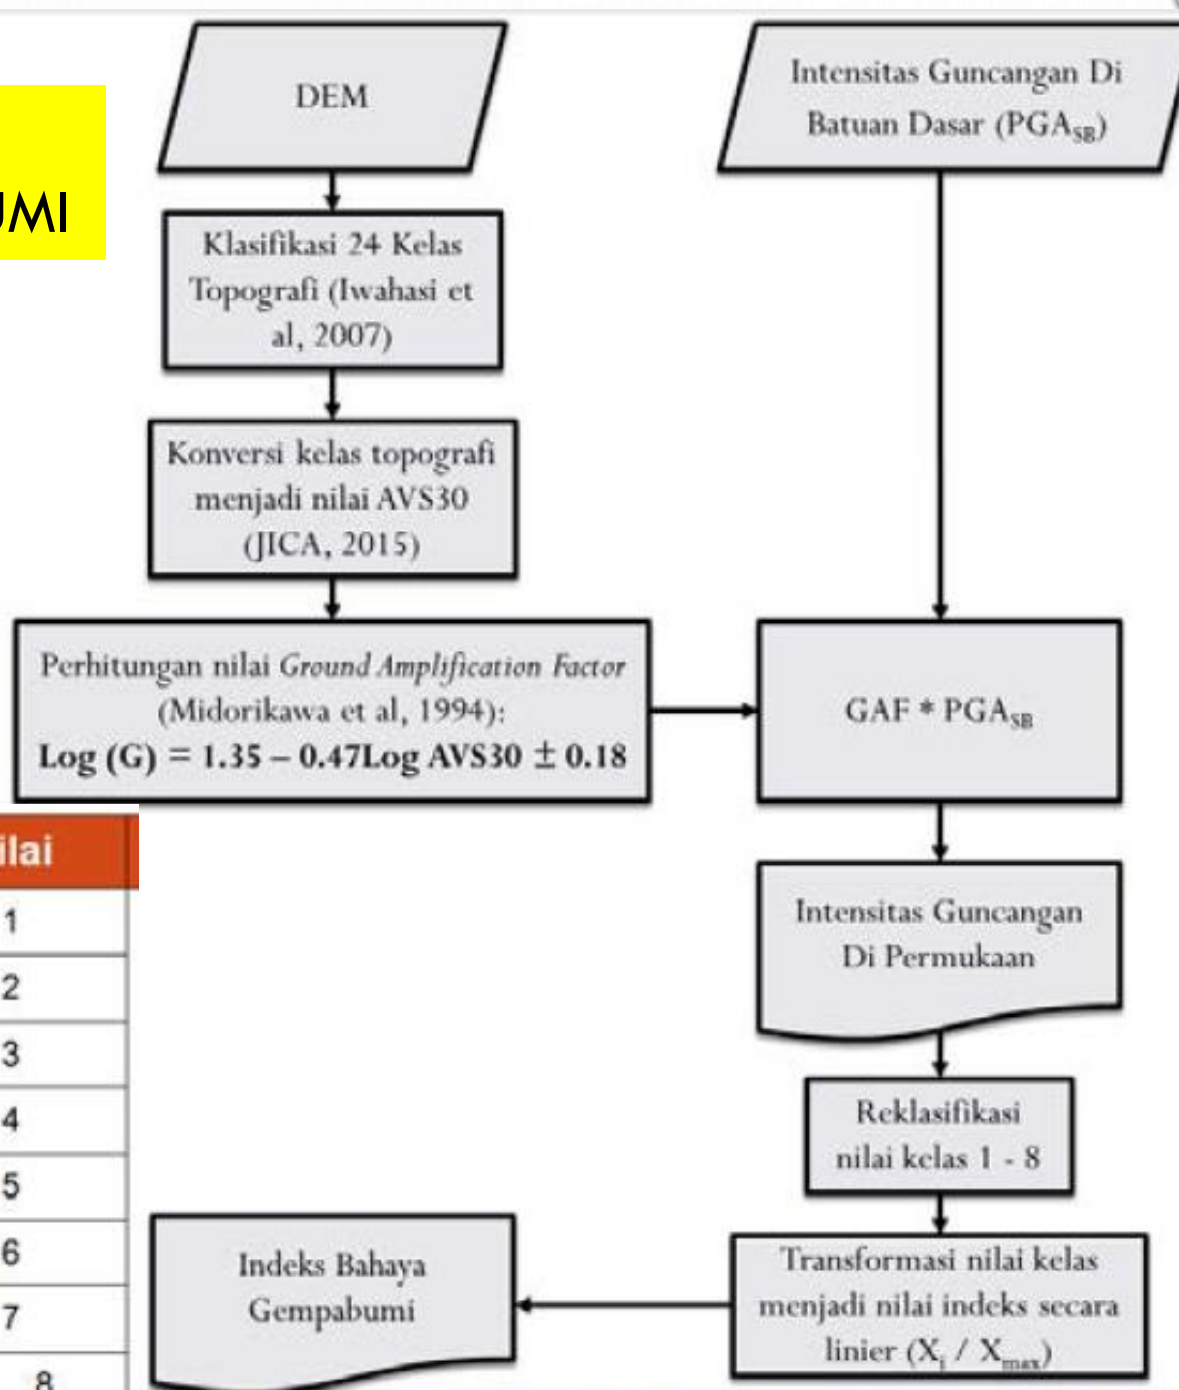 UMI
DEM
Intensitas Guncangan Di
Batuan Dasar (PGA_SB)
Klasifikasi 24 Kelas
Topografi (Iwahasi et
al, 2007)
Konversi kelas topografi
menjadi nilai AVS30
(JICA, 2015)
Perhitungan nilai Ground Amplification Factor
(Midorikawa et al, 1994):
Log (G) = 1.35 – 0.47Log AVS30 ± 0.18
GAF * PGA_SB
Intensitas Guncangan
Di Permukaan
Reklasifikasi
nilai kelas 1 - 8
Transformasi nilai kelas
menjadi nilai indeks secara
linier (X_i / X_max)
Indeks Bahaya
Gempabumi
ilai
1
2
3
4
5
6
7
8